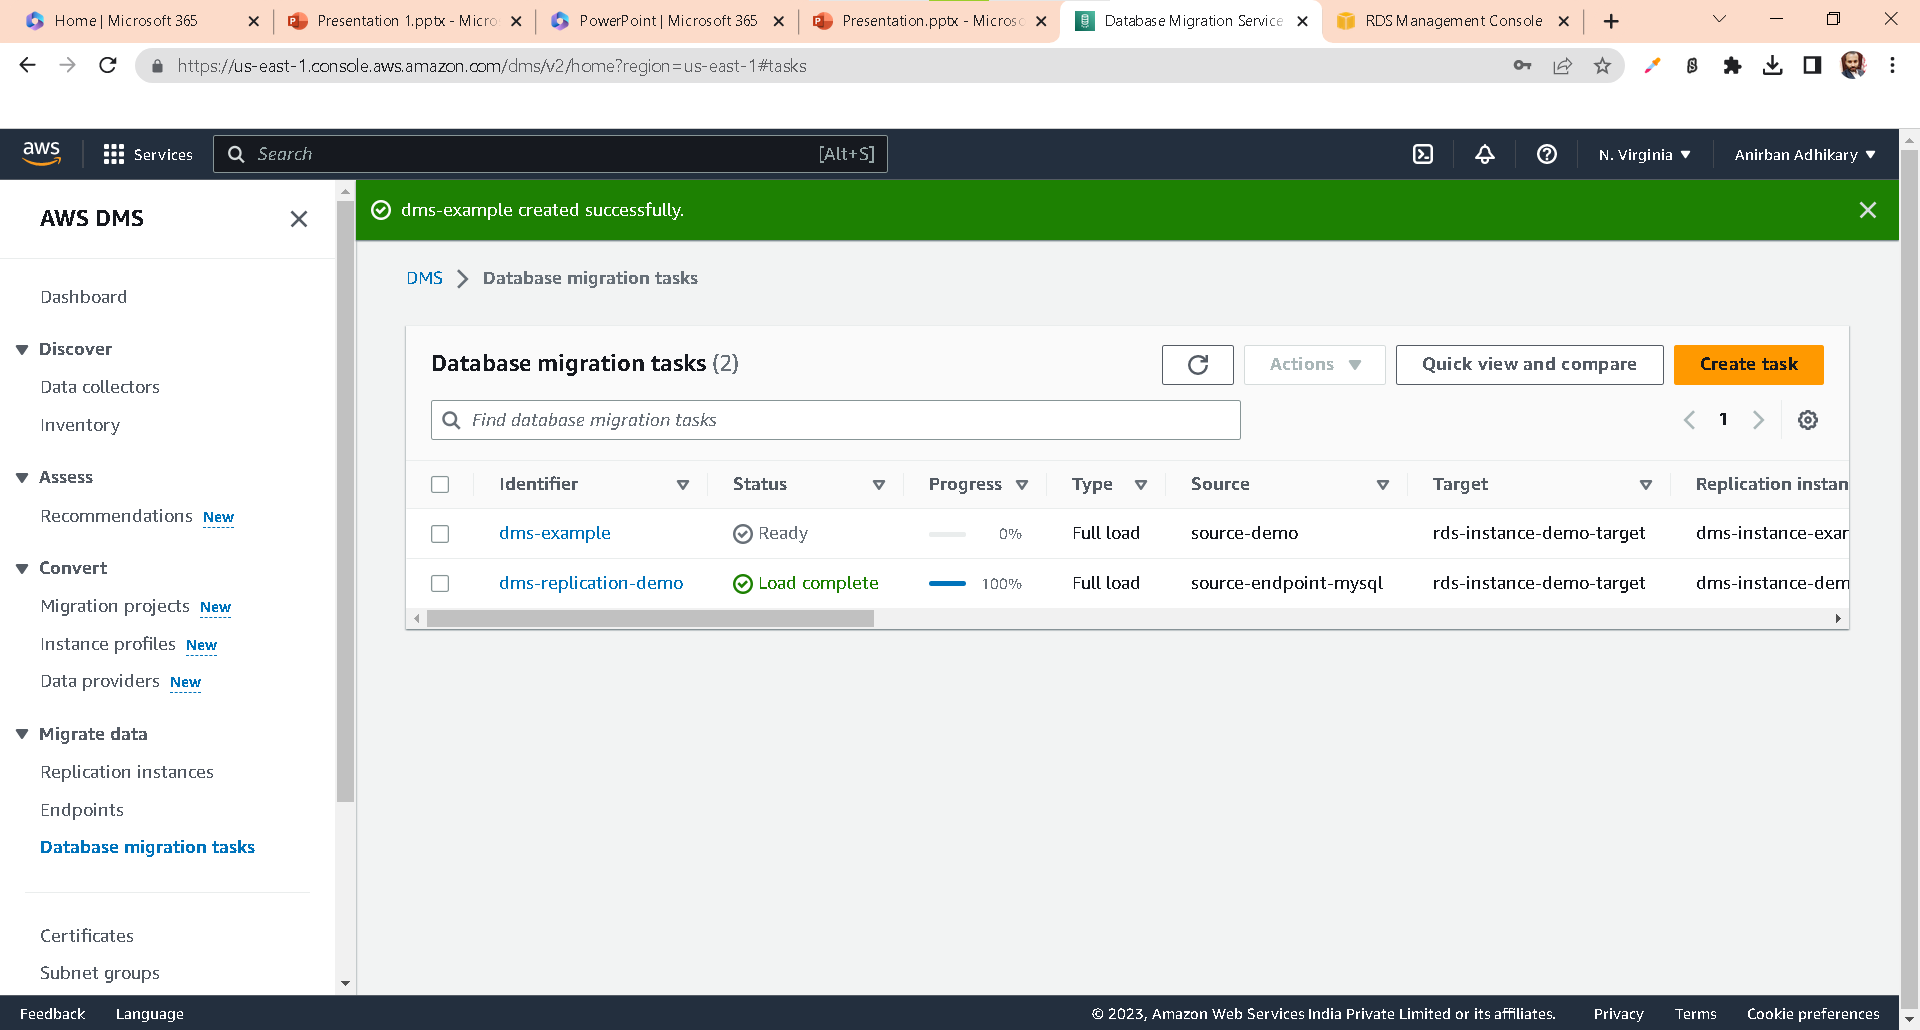 Home | Microsoft 365
Presentation 1.pptx - Micro
PowerPoint | Microsoft 365
Presentation.pptx - Microsc
Database Migration Service
RDS Management Console
https://us-east-1.console.aws.amazon.com/dms/v2/home?region=us-east-1#tasks
aws
Services
Search
[Alt+S]
N. Virginia
Anirban Adhikary
AWS DMS
dms-example created successfully.
Dashboard
Discover
Data collectors
Inventory
Assess
Recommendations New
Convert
Migration projects New
Instance profiles New
Data providers New
Migrate data
Replication instances
Endpoints
Database migration tasks
Certificates
Subnet groups
DMS Database migration tasks
Database migration tasks (2)
Actions
Quick view and compare
Create task
Find database migration tasks
1
Identifier Status Progress Type Source Target Replication instan
dms-example Ready 0% Full load source-demo rds-instance-demo-target dms-instance-exar
dms-replication-demo Load complete 100% Full load source-endpoint-mysql rds-instance-demo-target dms-instance-dem
Feedback Language © 2023, Amazon Web Services India Private Limited or its affiliates. Privacy Terms Cookie preferences